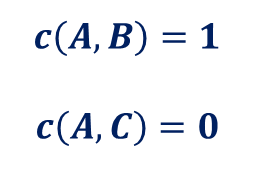 c(A, B) = 1
c(A, C) = 0